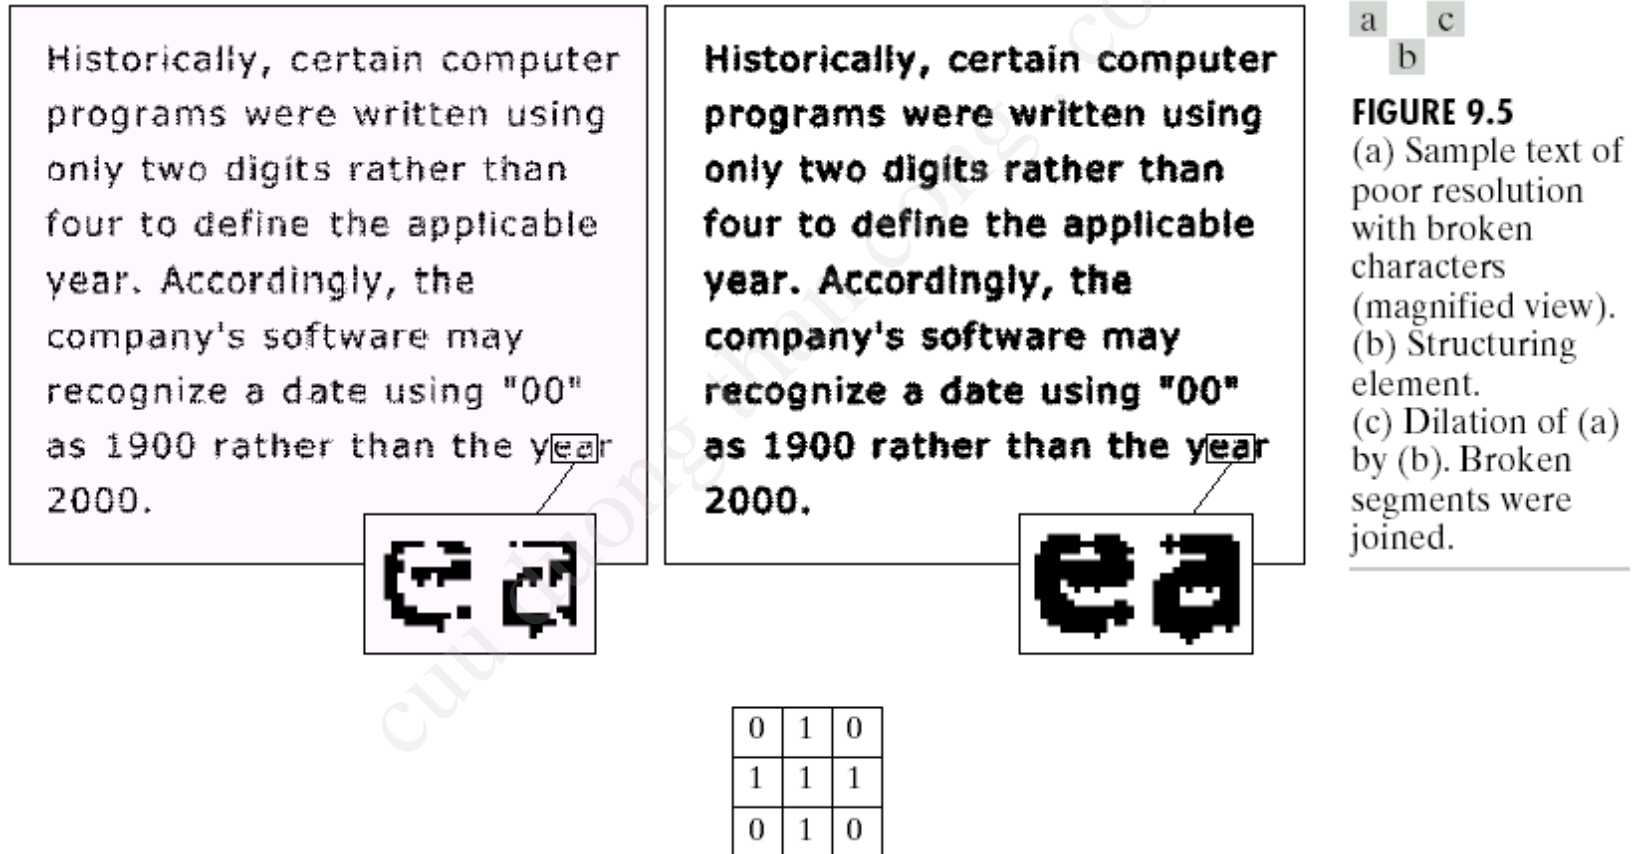 Historically, certain computer
programs were written using
only two digits rather than
four to define the applicable
year. Accordingly, the
company's software may
recognize a date using "00"
as 1900 rather than the year
2000.
e a
Historically, certain computer
programs were written using
only two digits rather than
four to define the applicable
year. Accordingly, the
company's software may
recognize a date using "00"
as 1900 rather than the year
2000.
e a
a c
b
FIGURE 9.5
(a) Sample text of
poor resolution
with broken
characters
(magnified view).
(b) Structuring
element.
(c) Dilation of (a)
by (b). Broken
segments were
joined.
0 1 0
1 1 1
0 1 0
cuu duong than cong . co